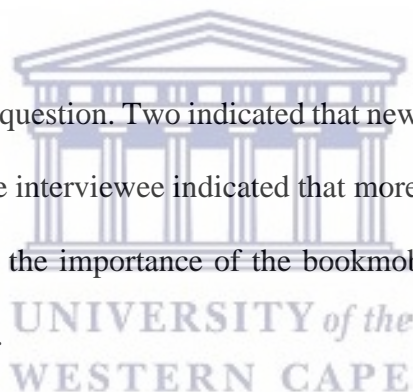 question. Two indicated that new
interviewee indicated that more
the importance of the bookmob
UNIVERSITY of the
.
WESTERN CAPE